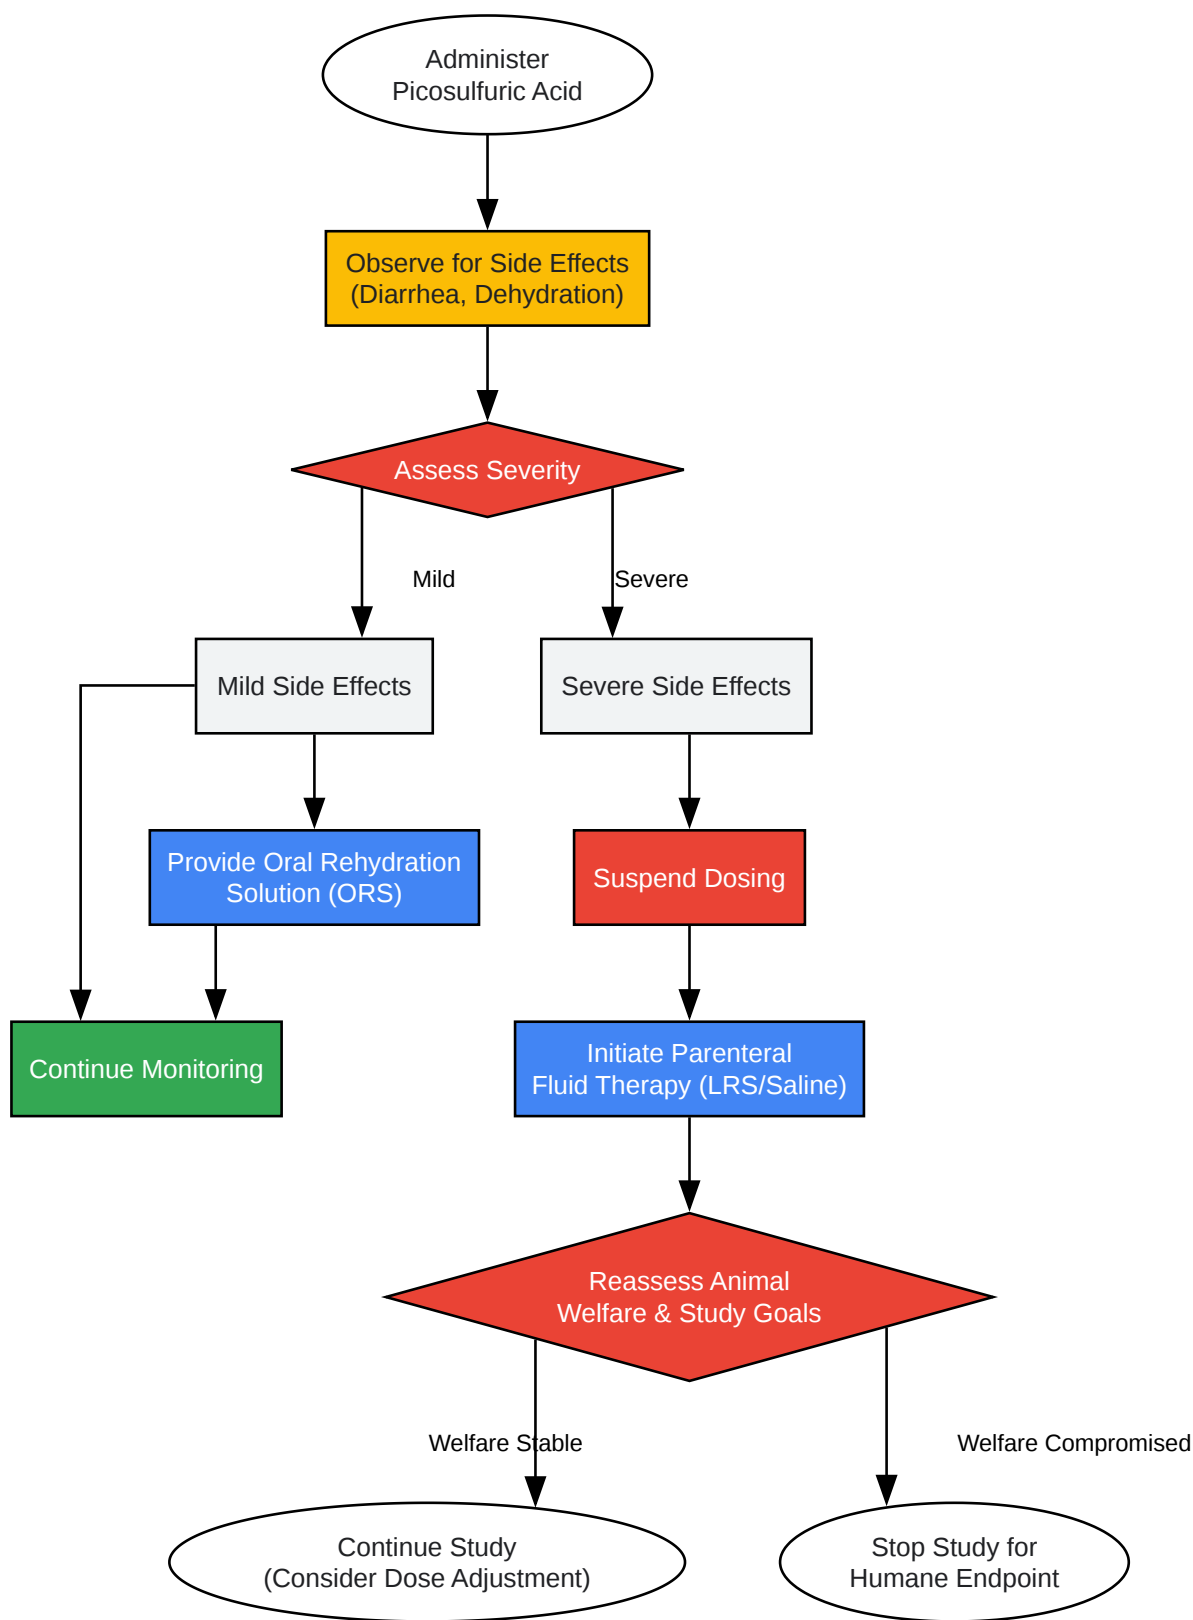 Administer
Picosulfuric Acid
Observe for Side Effects
(Diarrhea, Dehydration)
Assess Severity
Mild
Severe
Mild Side Effects
Severe Side Effects
Provide Oral Rehydration
Solution (ORS)
Suspend Dosing
Continue Monitoring
Initiate Parenteral
Fluid Therapy (LRS/Saline)
Reassess Animal
Welfare & Study Goals
Welfare Stable
Welfare Compromised
Continue Study
(Consider Dose Adjustment)
Stop Study for
Humane Endpoint